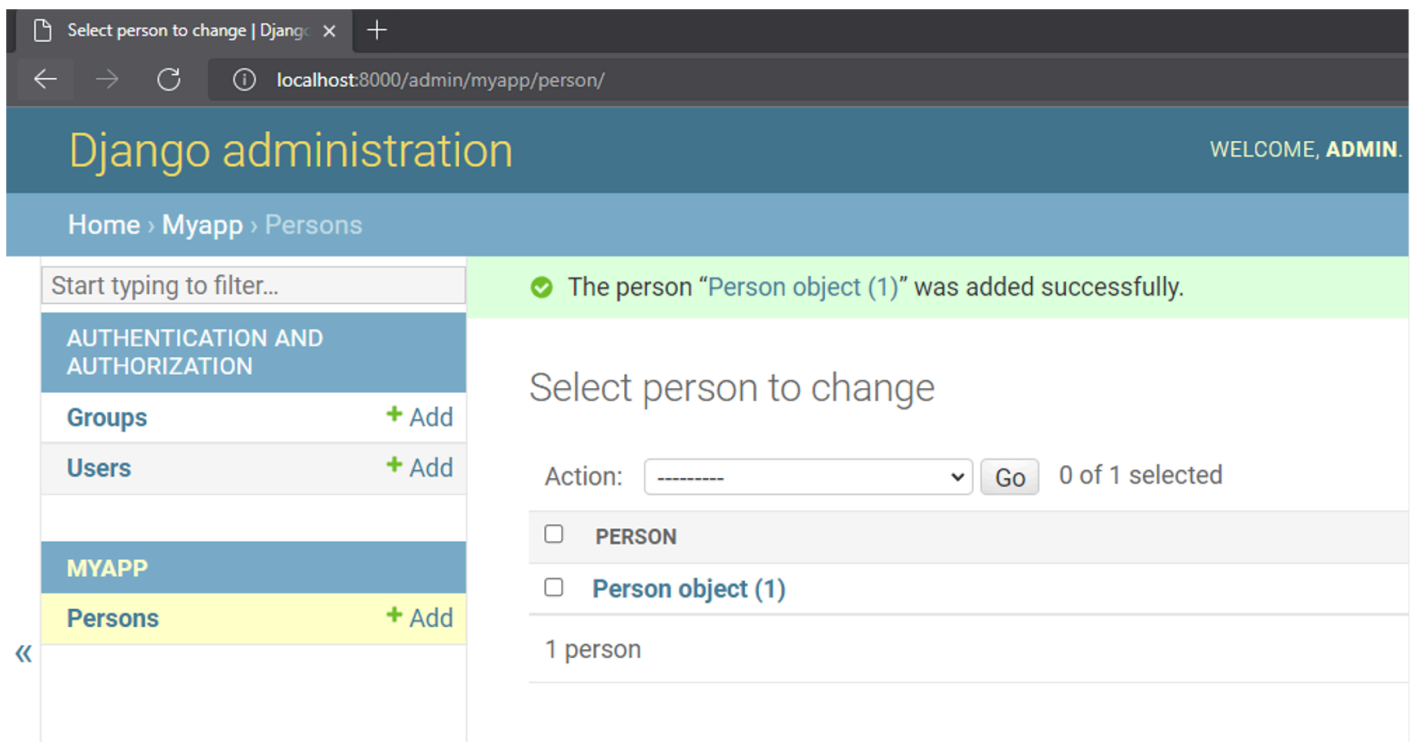 Select person to change | Django
localhost:8000/admin/myapp/person/
Django administration
WELCOME, ADMIN.
Home › Myapp › Persons
Start typing to filter…
AUTHENTICATION AND
AUTHORIZATION
Groups + Add
Users + Add
MYAPP
Persons + Add
«
The person “Person object (1)” was added successfully.
Select person to change
Action: --------- Go 0 of 1 selected
PERSON
Person object (1)
1 person